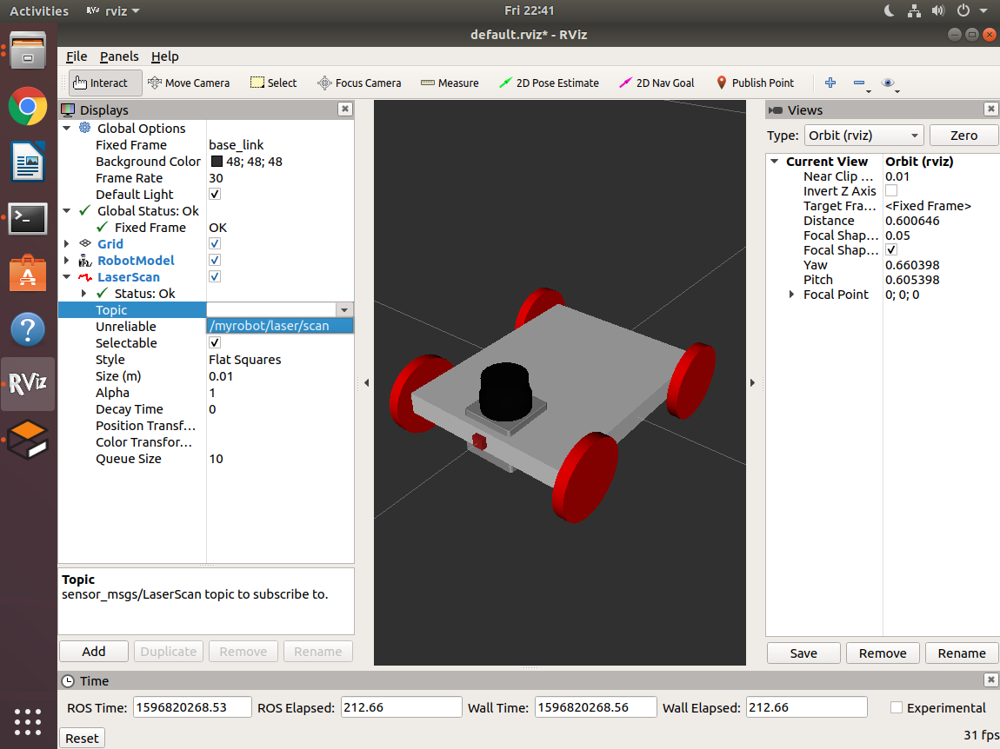 Activities RViz rviz Fri 22:41
default.rviz* - RViz
File Panels Help
Interact Move Camera Select Focus Camera Measure 2D Pose Estimate 2D Nav Goal Publish Point
Displays
Global Options
Fixed Frame base_link
Background Color 48; 48; 48
Frame Rate 30
Default Light
Global Status: Ok
Fixed Frame OK
Grid
RobotModel
LaserScan
Status: Ok
Topic
Unreliable /myrobot/laser/scan
Selectable
Style Flat Squares
Size (m) 0.01
Alpha 1
Decay Time 0
Position Transf...
Color Transfor...
Queue Size 10
Topic
sensor_msgs/LaserScan topic to subscribe to.
Add Duplicate Remove Rename
Views
Type: Orbit (rviz) Zero
Current View Orbit (rviz)
Near Clip ... 0.01
Invert Z Axis
Target Fra... <Fixed Frame>
Distance 0.600646
Focal Shap... 0.05
Focal Shap...
Yaw 0.660398
Pitch 0.605398
Focal Point 0; 0; 0
Save Remove Rename
RViz
Time
ROS Time: 1596820268.53 ROS Elapsed: 212.66 Wall Time: 1596820268.56 Wall Elapsed: 212.66 Experimental
Reset 31 fps